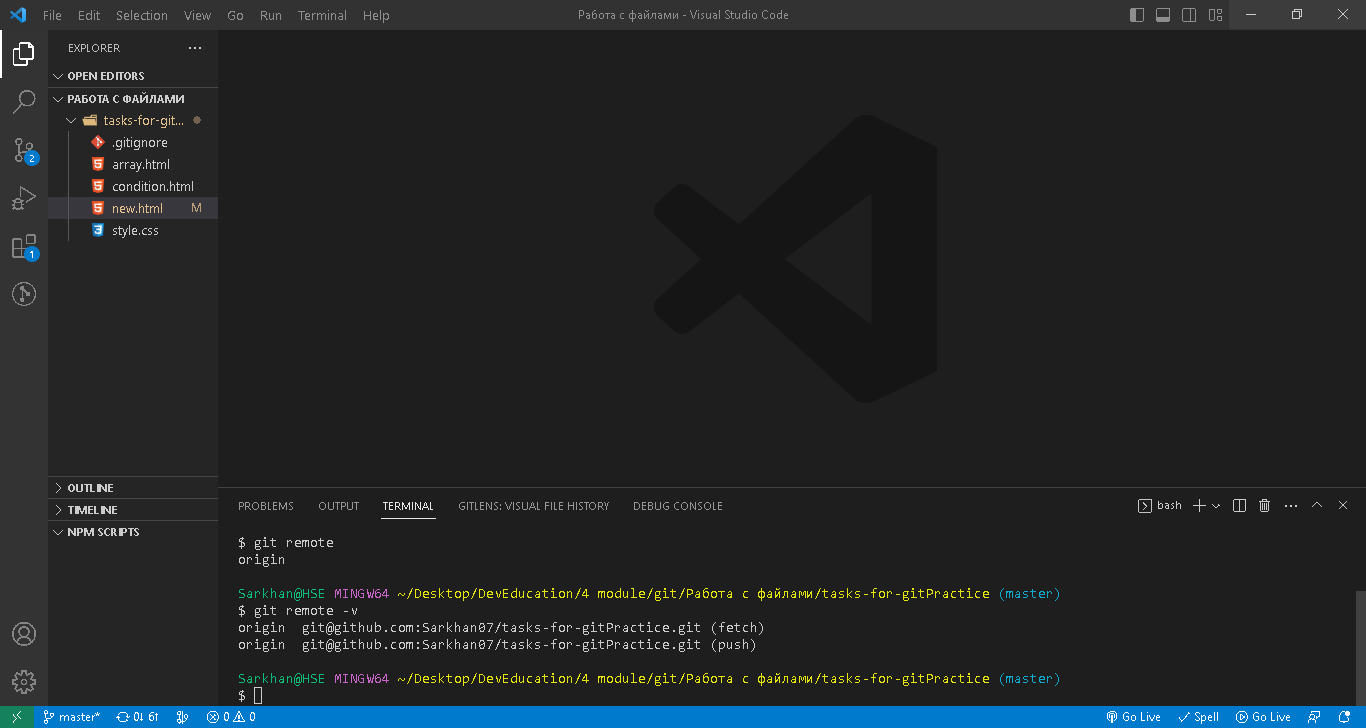 File Edit Selection View Go Run Terminal Help
Работа с файлами - Visual Studio Code
EXPLORER
OPEN EDITORS
РАБОТА С ФАЙЛАМИ
tasks-for-git...
.gitignore
array.html
condition.html
new.html M
style.css
2
1
OUTLINE
TIMELINE
NPM SCRIPTS
PROBLEMS OUTPUT TERMINAL GITLENS: VISUAL FILE HISTORY DEBUG CONSOLE
bash
$ git remote
origin
Sarkhan@HSE MINGW64 ~/Desktop/DevEducation/4 module/git/Работа с файлами/tasks-for-gitPractice (master)
$ git remote -v
origin git@github.com:Sarkhan07/tasks-for-gitPractice.git (fetch)
origin git@github.com:Sarkhan07/tasks-for-gitPractice.git (push)
Sarkhan@HSE MINGW64 ~/Desktop/DevEducation/4 module/git/Работа с файлами/tasks-for-gitPractice (master)
$
master* 0↓ 6↑ 0 0 Go Live Spell Go Live